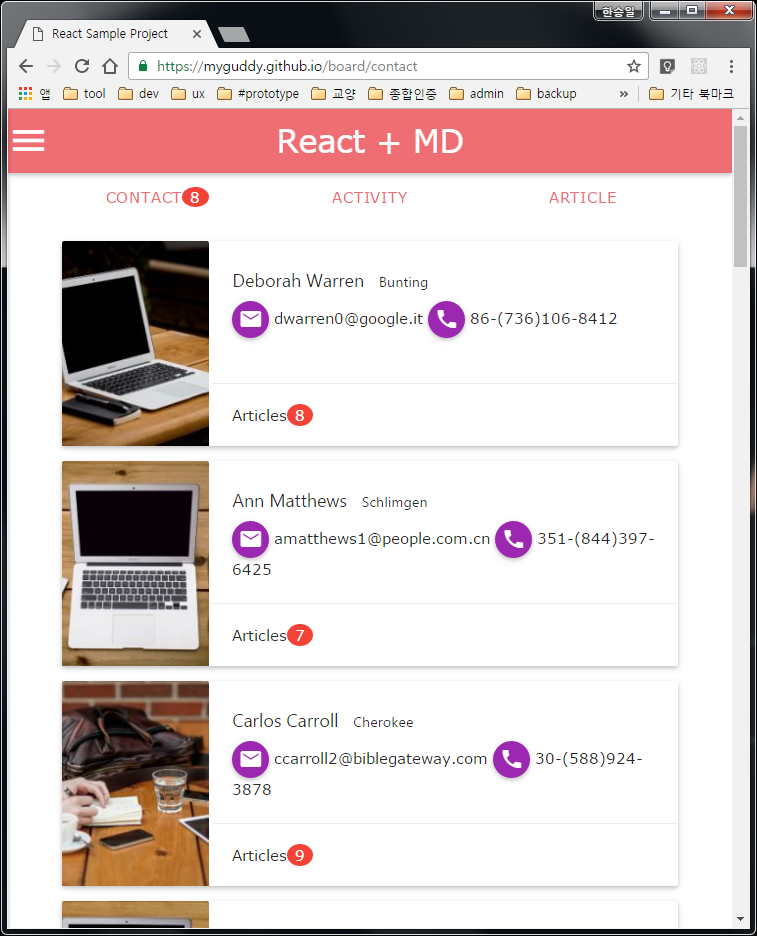 한승일
React Sample Project
https://myguddy.github.io/board/contact
앱 tool dev ux #prototype 교양 종합인증 admin backup » 기타 북마크
React + MD
CONTACT 8 ACTIVITY ARTICLE
Deborah Warren Bunting
dwarren0@google.it 86-(736)106-8412
Articles 8
Ann Matthews Schlimgen
amatthews1@people.com.cn 351-(844)397-
6425
Articles 7
Carlos Carroll Cherokee
ccarroll2@biblegateway.com 30-(588)924-
3878
Articles 9